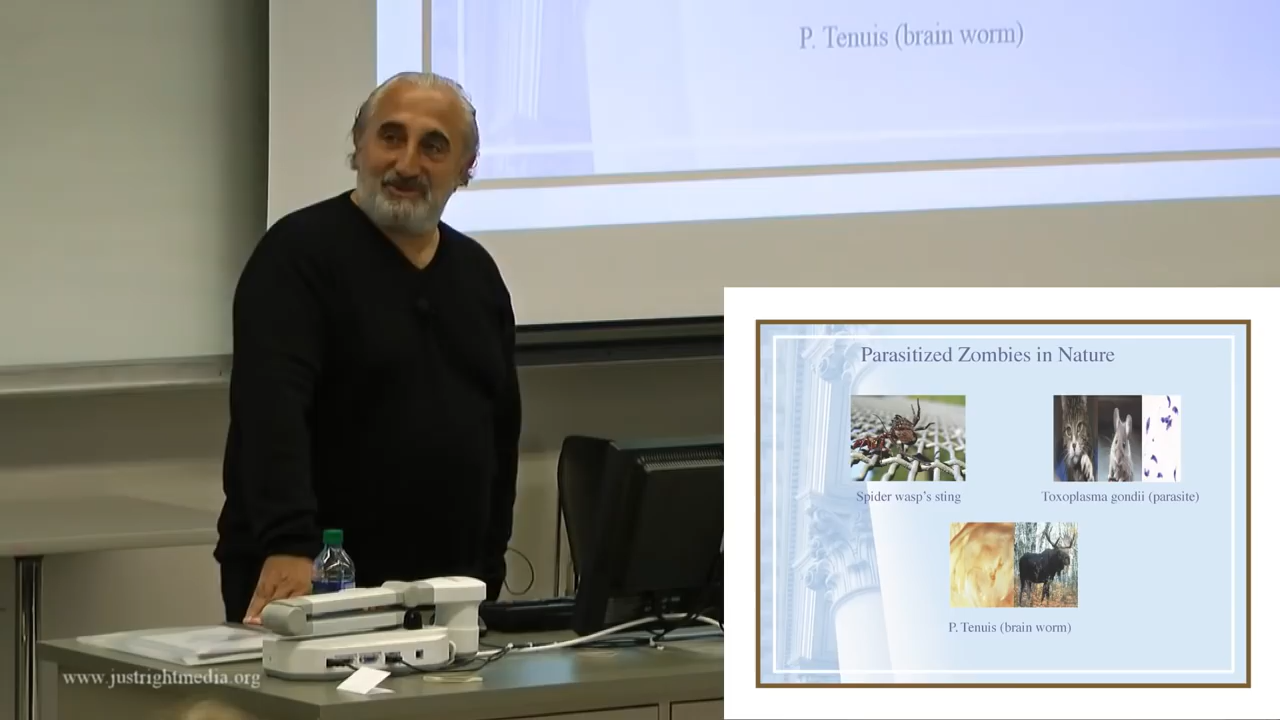 P. Tenuis (brain worm)
Parasitized Zombies in Nature
Spider wasp's sting
Toxoplasma gondii (parasite)
P. Tenuis (brain worm)
www.justrightmedia.org